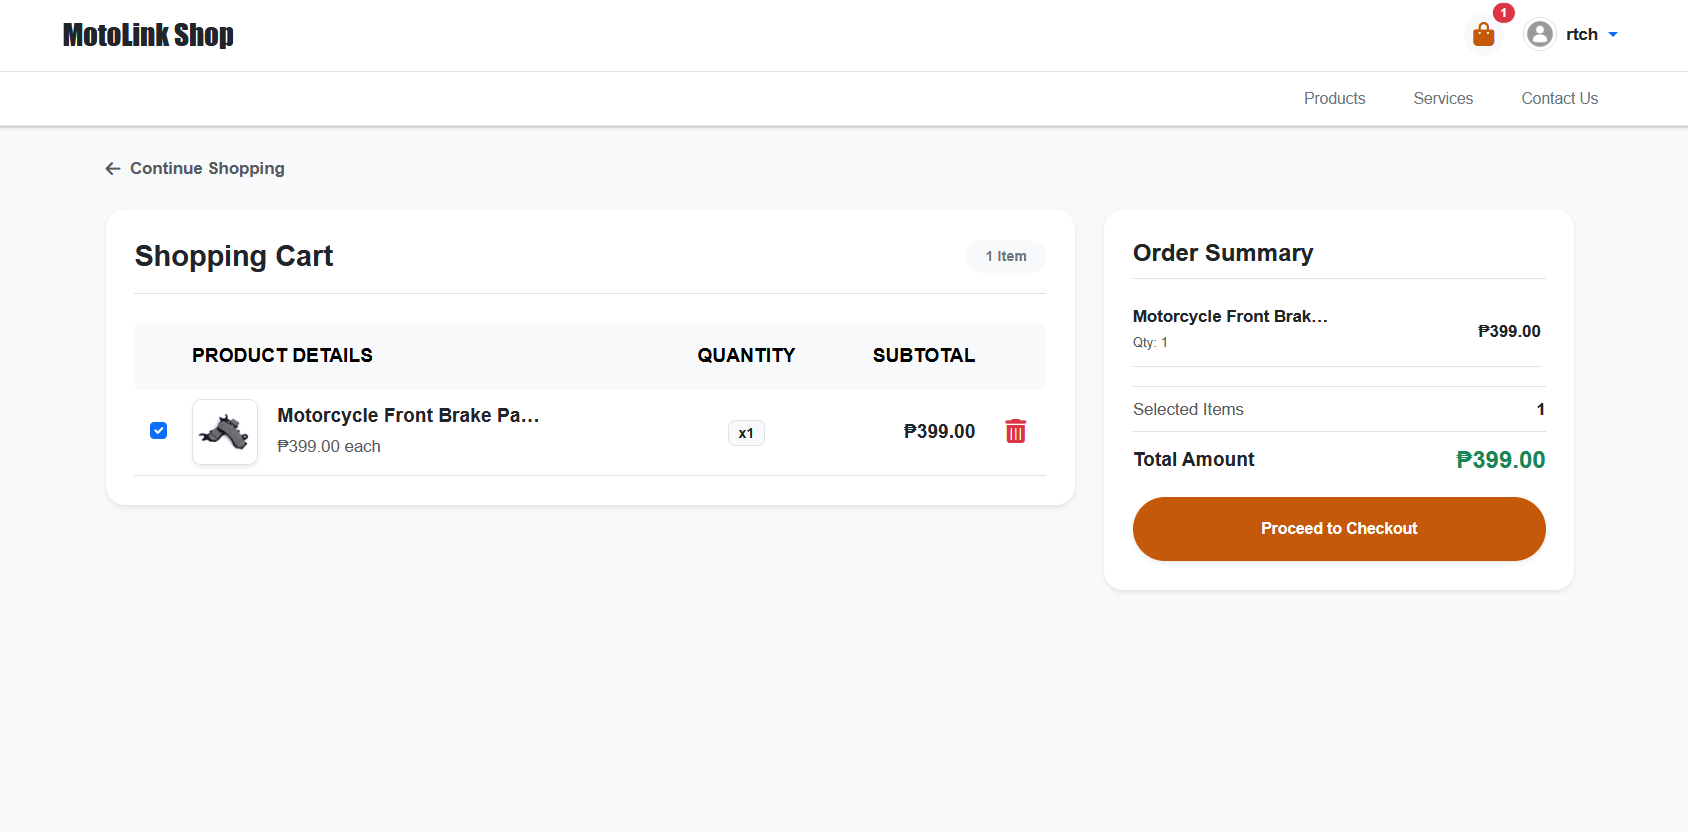 MotoLink Shop
1
rtch
Products
Services
Contact Us
Continue Shopping
Shopping Cart
1 Item
PRODUCT DETAILS
QUANTITY
SUBTOTAL
Motorcycle Front Brake Pa...
₱399.00 each
x1
₱399.00
Order Summary
Motorcycle Front Brak...
Qty: 1
₱399.00
Selected Items
1
Total Amount
₱399.00
Proceed to Checkout